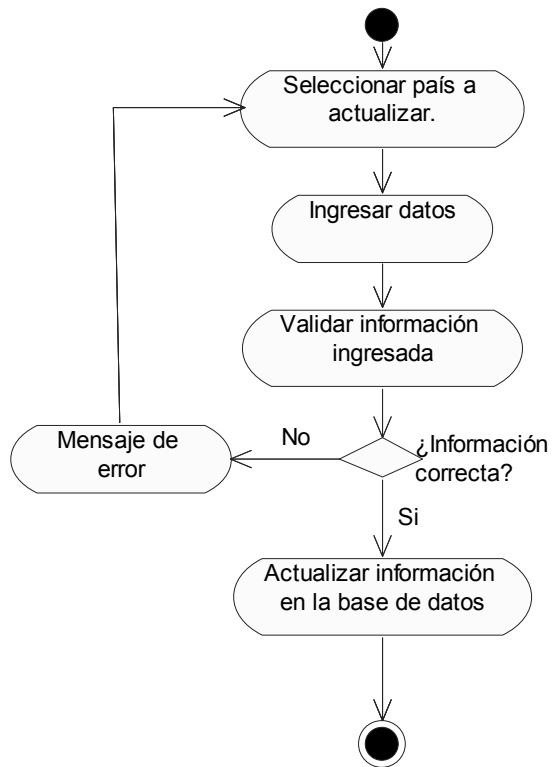 Seleccionar país a
actualizar.
Ingresar datos
Validar información
ingresada
¿Información
correcta?
No
Mensaje de
error
Si
Actualizar información
en la base de datos